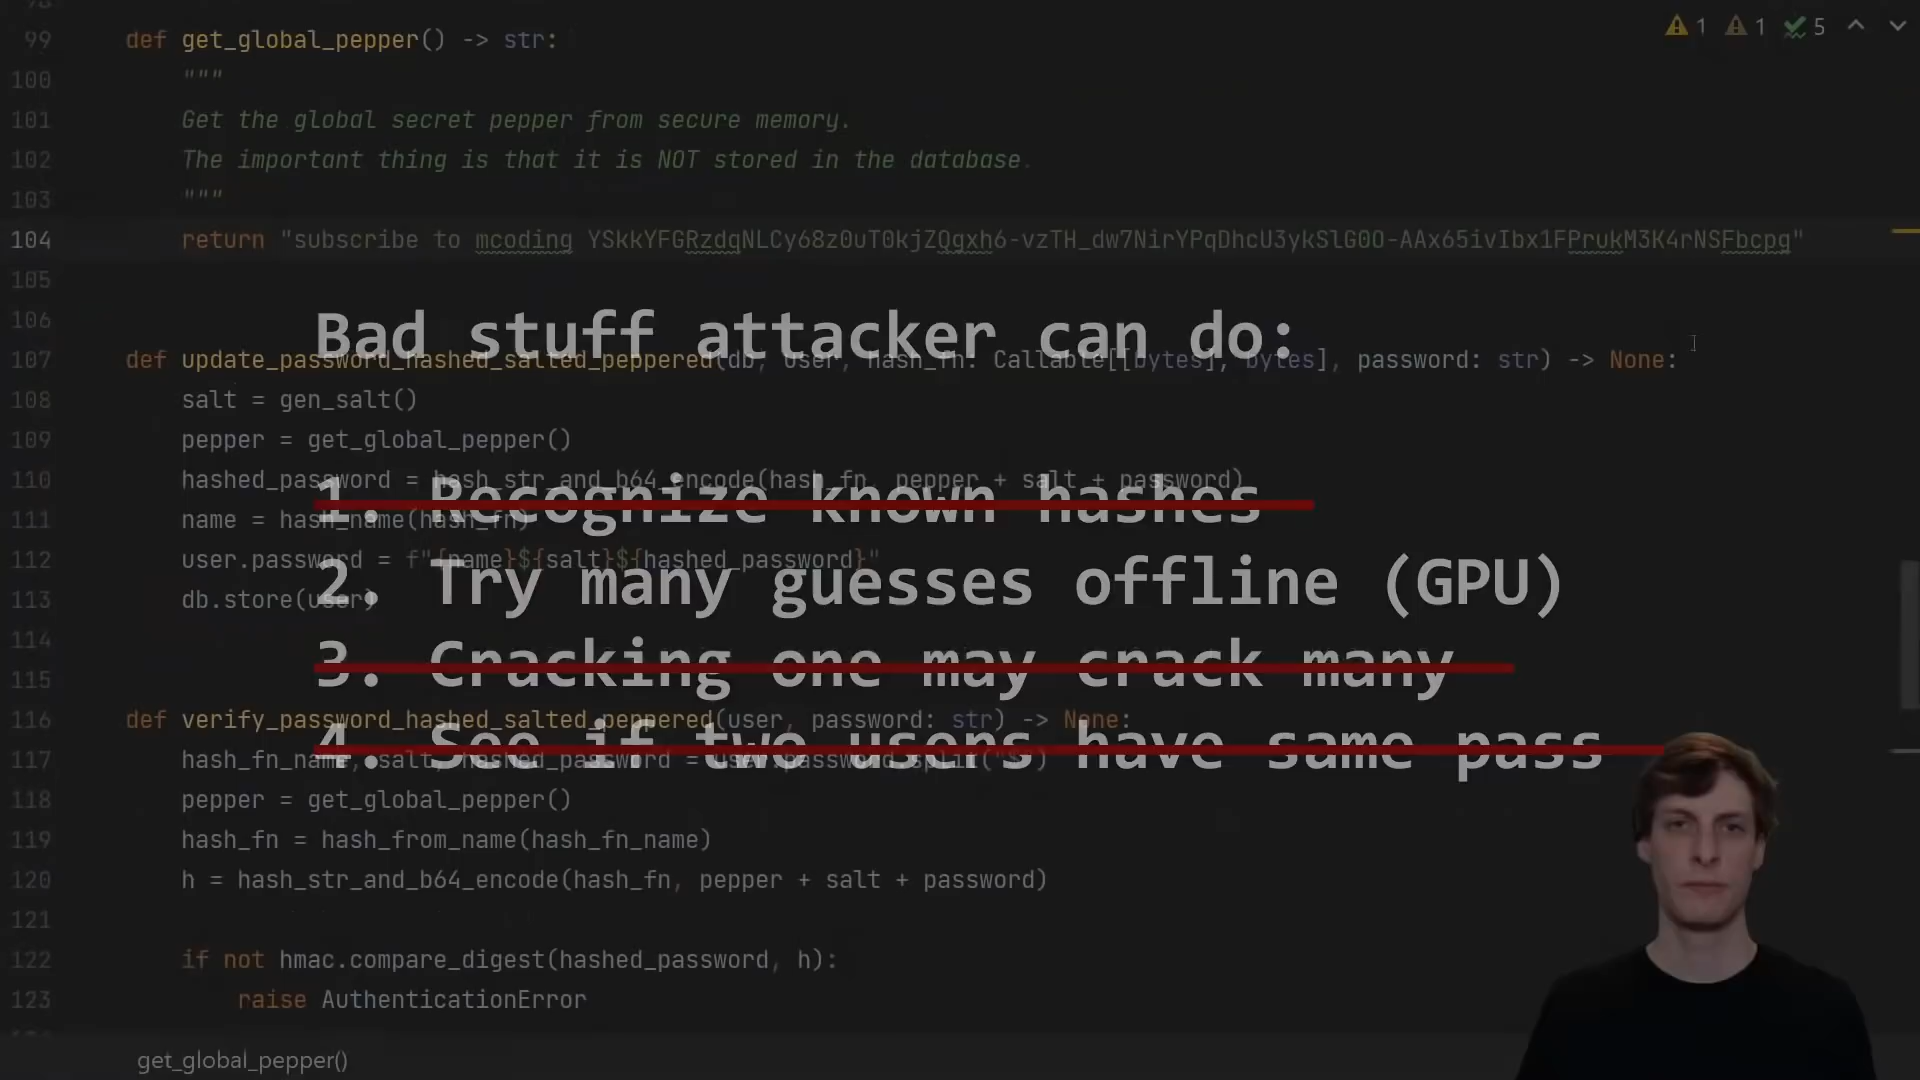 99 def get_global_pepper() -> str:
⚠ 1 ⚠ 1 ✓ 5
100 """
101 Get the global secret pepper from secure memory.
102 The important thing is that it is NOT stored in the database.
103 """
104 return "subscribe to mcoding YSkkYFGRzdqNLCy68z0uT0kjZQgxh6-vzTH_dw7NirYPqDhcU3ykSlG0O-AAx65ivIbx1FPrukM3K4rNSFbcpg"
105
106
Bad stuff attacker can do:
107 def update_password_hashed_salted_peppered(db, user, hash_fn: Callable[[bytes], bytes], password: str) -> None:
108 salt = gen_salt()
109 pepper = get_global_pepper()
110 hashed_password = hash_str_and_b64_encode(hash_fn, pepper + salt + password)
1. Recognize known hashes
111 name = hash_name(hash_fn)
112 user.password = f"{name}${salt}${hashed_password}"
2. Try many guesses offline (GPU)
113 db.store(user)
114
3. Cracking one may crack many
115
116 def verify_password_hashed_salted_peppered(user, password: str) -> None:
4. See if two users have same pass
117 hash_fn_name, salt, hashed_password = user.password.split("$")
118 pepper = get_global_pepper()
119 hash_fn = hash_from_name(hash_fn_name)
120 h = hash_str_and_b64_encode(hash_fn, pepper + salt + password)
121
122 if not hmac.compare_digest(hashed_password, h):
123 raise AuthenticationError
get_global_pepper()